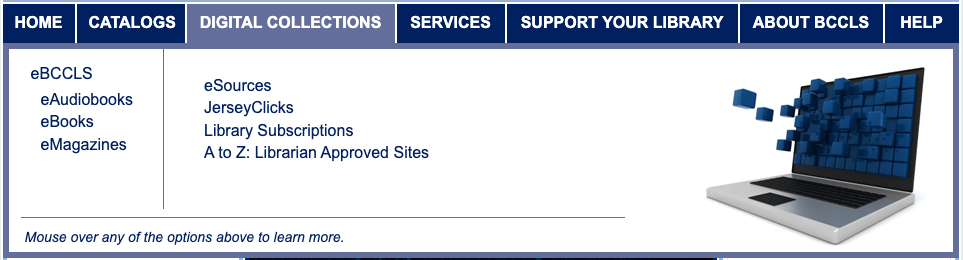 HOME CATALOGS DIGITAL COLLECTIONS SERVICES SUPPORT YOUR LIBRARY ABOUT BCCLS HELP
eBCCLS
eAudiobooks
eBooks
eMagazines
eSources
JerseyClicks
Library Subscriptions
A to Z: Librarian Approved Sites
Mouse over any of the options above to learn more.